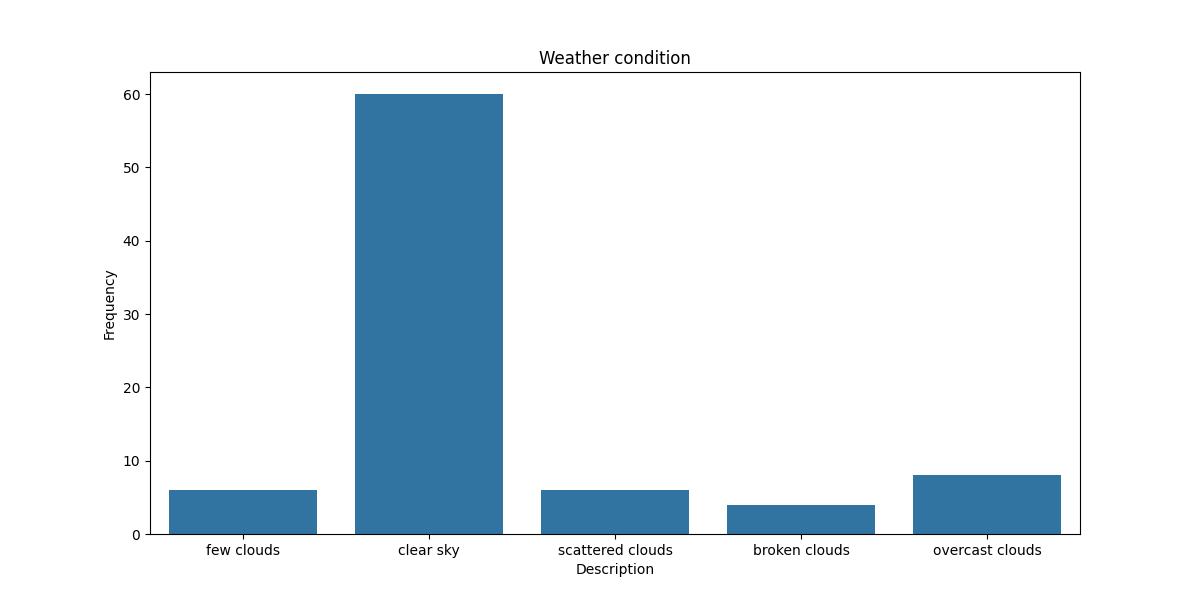 Weather condition
60
50
40
30
20
10
0
Frequency
few clouds
clear sky
scattered clouds
broken clouds
overcast clouds
Description